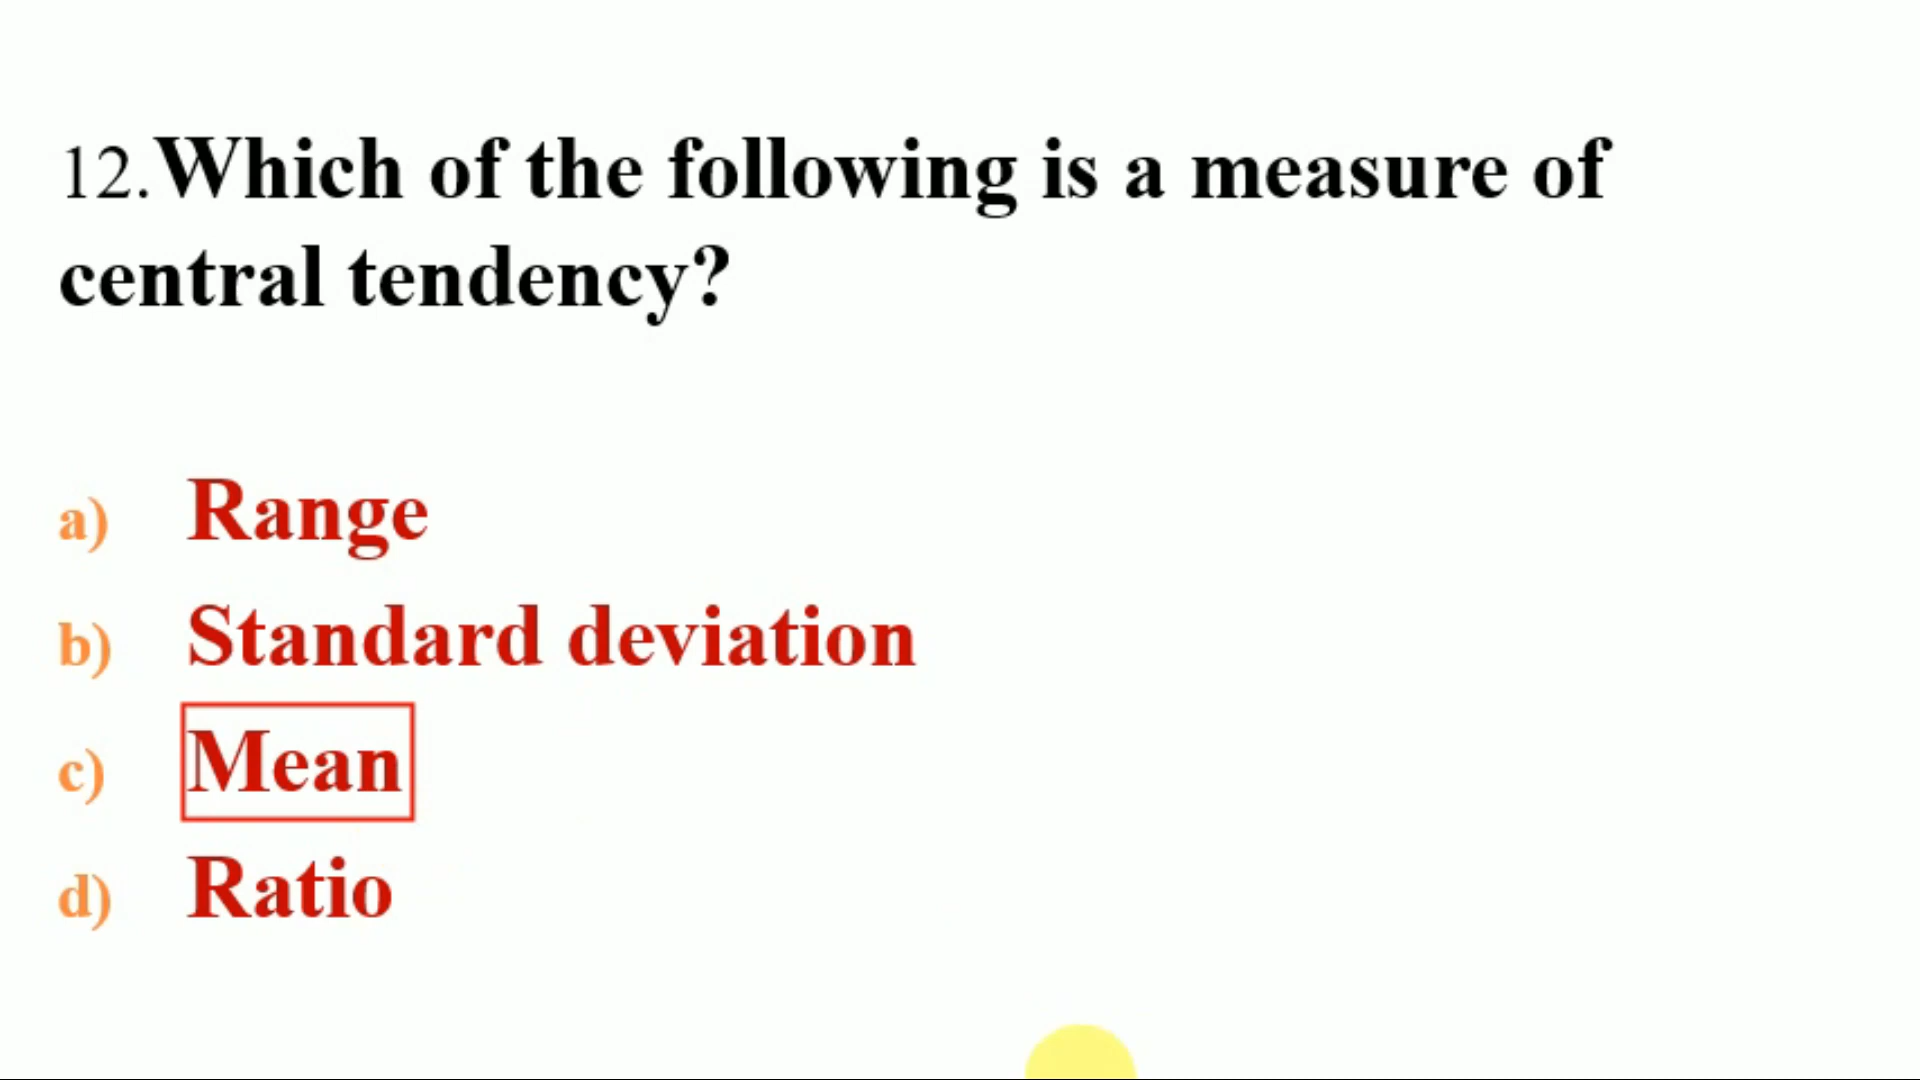 12.Which of the following is a measure of
central tendency?
a) Range
b) Standard deviation
c) Mean
d) Ratio